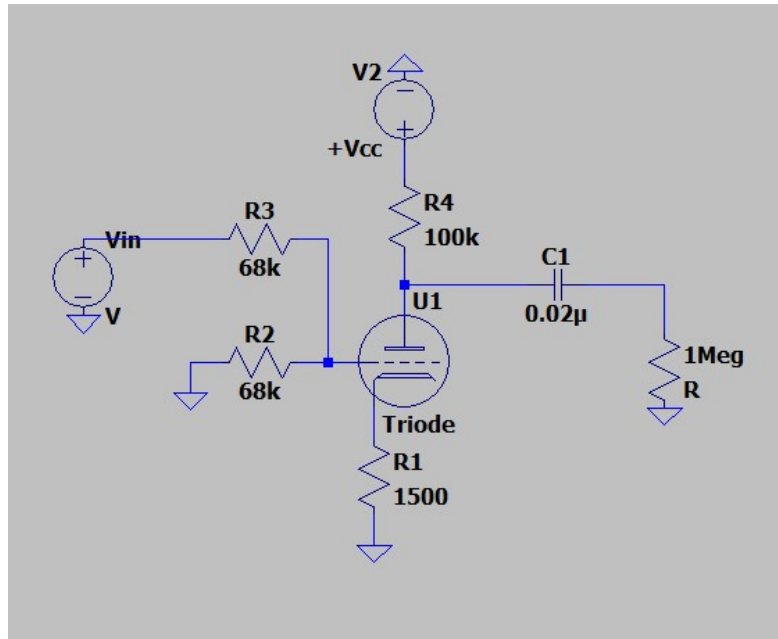 V2
+Vcc
R4
100k
Vin
R3
68k
V
C1
0.02µ
U1
R2
68k
1Meg
R
Triode
R1
1500